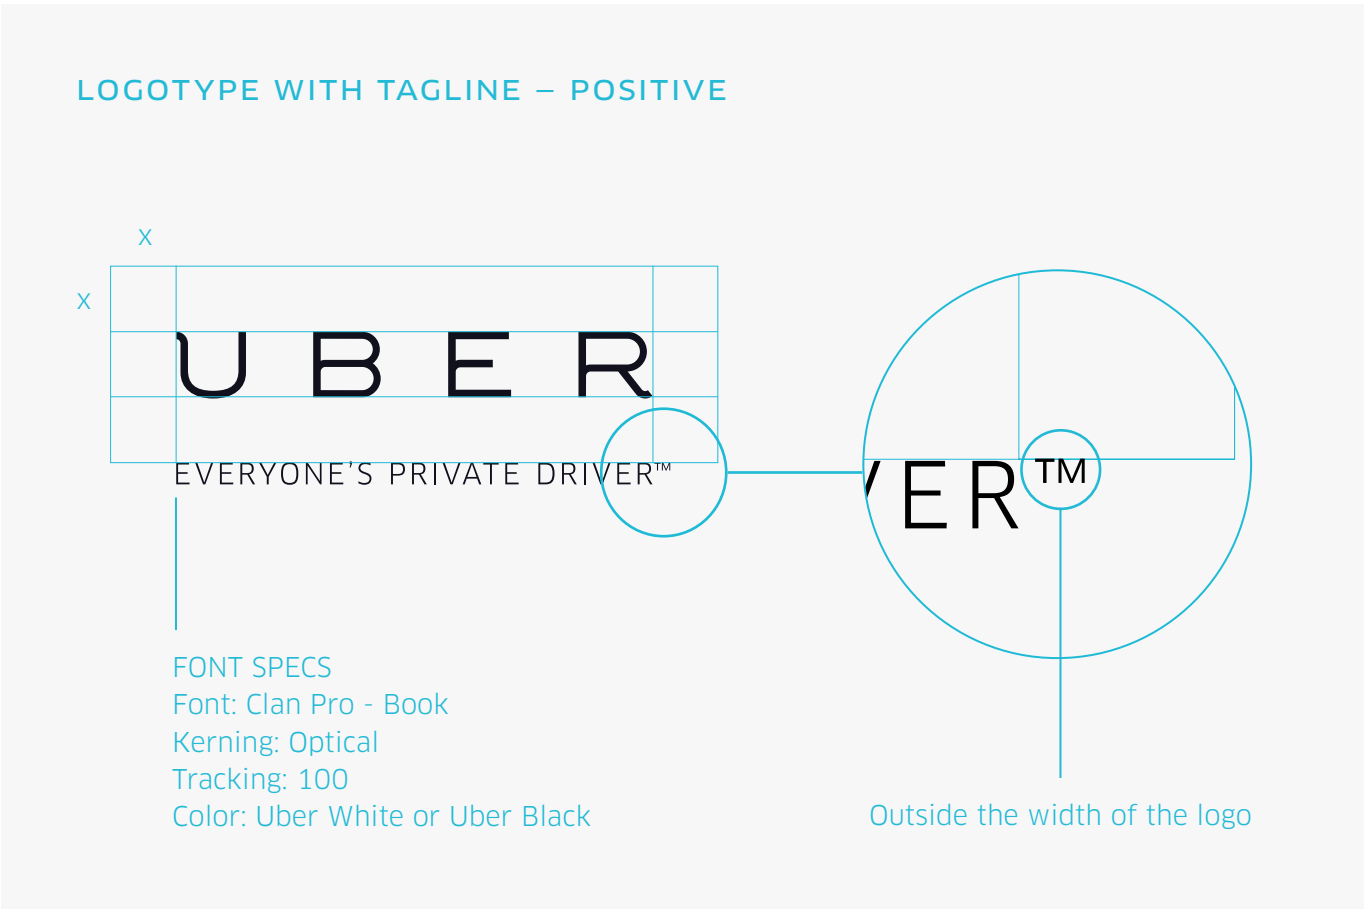 LOGOTYPE WITH TAGLINE – POSITIVE
X
X
UBER
EVERYONE'S PRIVATE DRIVER™
VER™
FONT SPECS
Font: Clan Pro - Book
Kerning: Optical
Tracking: 100
Color: Uber White or Uber Black
Outside the width of the logo